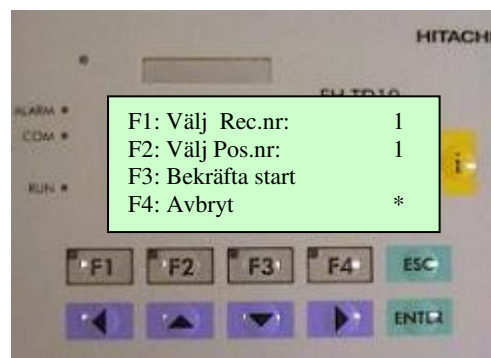 HITACHI
ALARM
COM
RUN
F1: Välj Rec.nr: 1
F2: Välj Pos.nr: 1
F3: Bekräfta start
F4: Avbryt *
F1 F2 F3 F4 ESC
ENTER